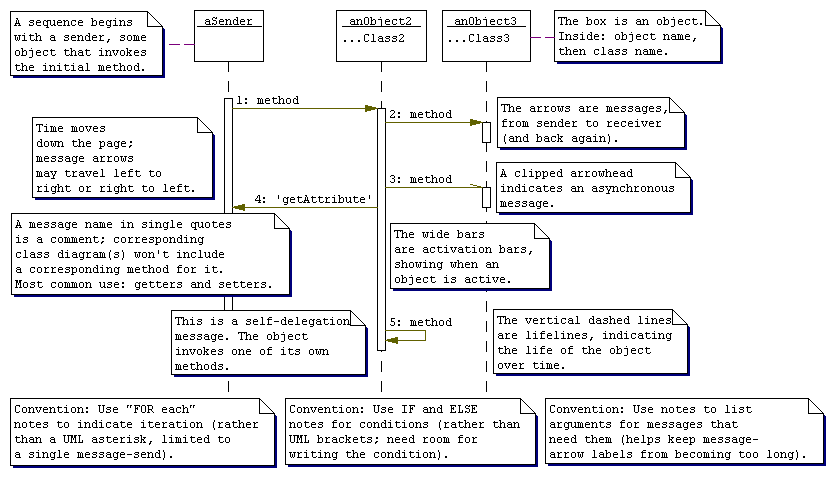 A sequence begins
with a sender, some
object that invokes
the initial method.
aSender
anObject2
...Class2
anObject3
...Class3
The box is an object.
Inside: object name,
then class name.
1: method
2: method
The arrows are messages,
from sender to receiver
(and back again).
Time moves
down the page;
message arrows
may travel left to
right or right to left.
3: method
A clipped arrowhead
indicates an asynchronous
message.
4: 'getAttribute'
A message name in single quotes
is a comment; corresponding
class diagram(s) won't include
a corresponding method for it.
Most common use: getters and setters.
The wide bars
are activation bars,
showing when an
object is active.
This is a self-delegation
message. The object
invokes one of its own
methods.
5: method
The vertical dashed lines
are lifelines, indicating
the life of the object
over time.
Convention: Use "FOR each"
notes to indicate iteration (rather
than a UML asterisk, limited to
a single message-send).
Convention: Use IF and ELSE
notes for conditions (rather than
UML brackets; need room for
writing the condition).
Convention: Use notes to list
arguments for messages that
need them (helps keep message-
arrow labels from becoming too long).